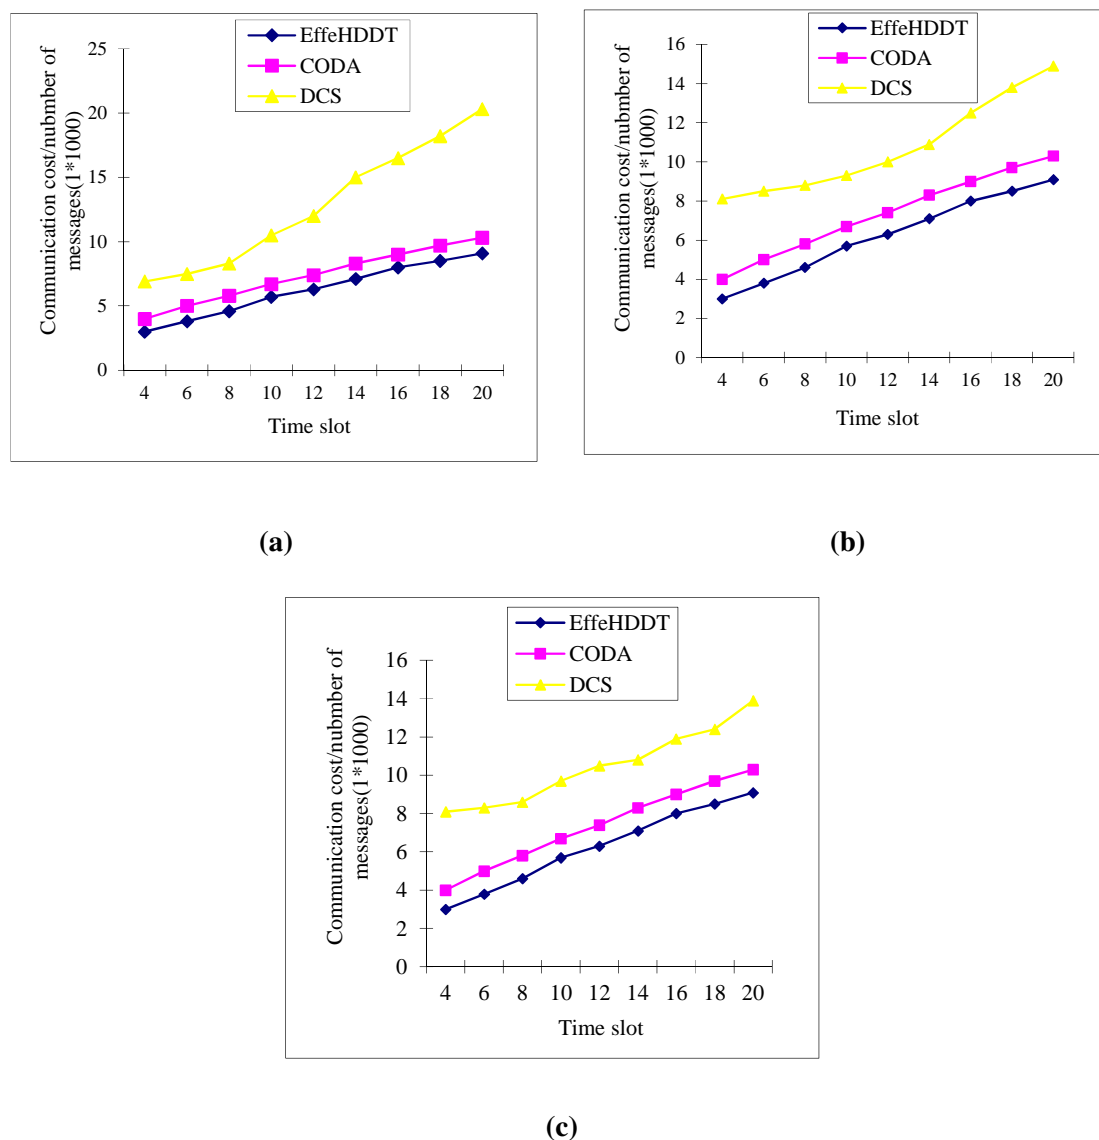 EffeHDDT
CODA
DCS
Communication cost/nubmber of
messages(1*1000)
25
20
15
10
5
0
4 6 8 10 12 14 16 18 20
Time slot
(a)
EffeHDDT
CODA
DCS
Communication cost/nubmber of
messages(1*1000)
16
14
12
10
8
6
4
2
0
4 6 8 10 12 14 16 18 20
Time slot
(b)
EffeHDDT
CODA
DCS
Communication cost/nubmber of
messages(1*1000)
16
14
12
10
8
6
4
2
0
4 6 8 10 12 14 16 18 20
Time slot
(c)